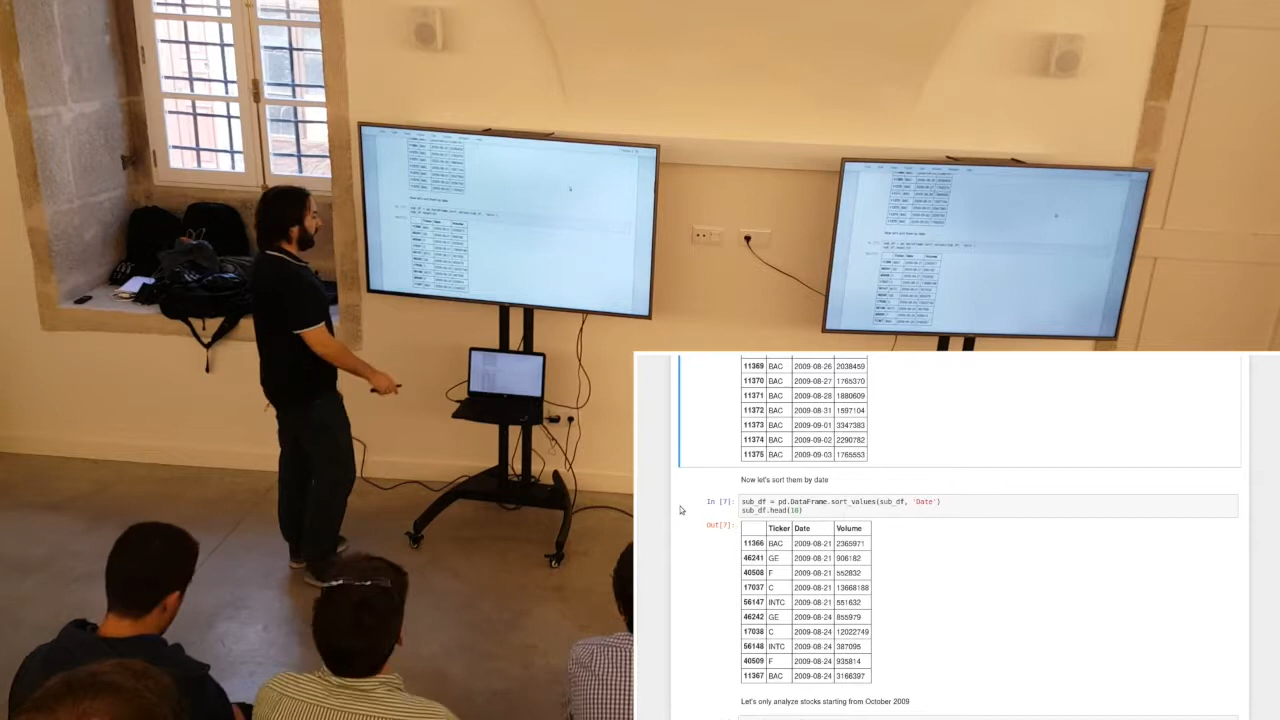 11369 BAC 2009-08-26 2038459
11370 BAC 2009-08-27 1765370
11371 BAC 2009-08-28 1880609
11372 BAC 2009-08-31 1597104
11373 BAC 2009-09-01 3347383
11374 BAC 2009-09-02 2290782
11375 BAC 2009-09-03 1765553
Now let's sort them by date
In [7]: sub_df = pd.DataFrame.sort_values(sub_df, 'Date')
sub_df.head(10)
Out[7]:
Ticker Date Volume
11366 BAC 2009-08-21 2365971
46241 GE 2009-08-21 906182
40508 F 2009-08-21 552832
17037 C 2009-08-21 13668188
56147 INTC 2009-08-21 551632
46242 GE 2009-08-24 855979
17038 C 2009-08-24 12022749
56148 INTC 2009-08-24 387095
40509 F 2009-08-24 935814
11367 BAC 2009-08-24 3166397
Let's only analyze stocks starting from October 2009